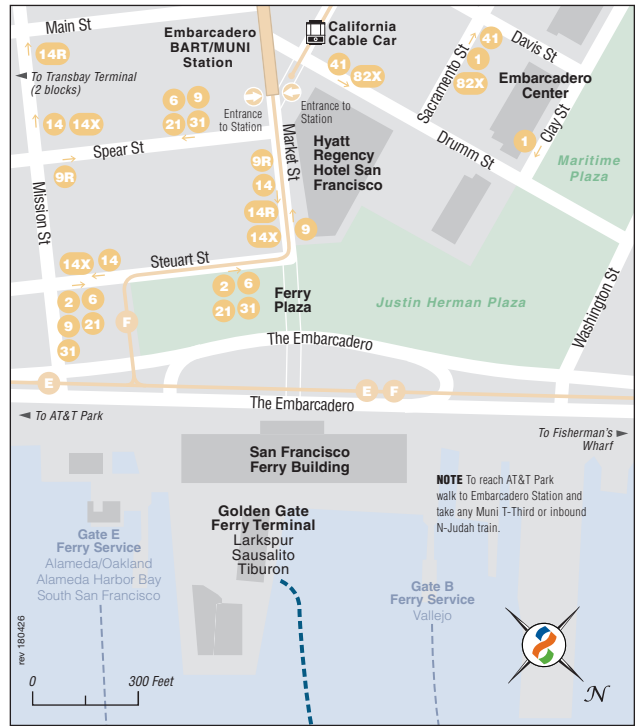 Main St
14R
To Transbay Terminal
(2 blocks)
Embarcadero
BART/MUNI
Station
California
Cable Car
41
82X
Sacramento St
41
1
82X
Davis St
Embarcadero
Center
1
Clay St
Drumm St
Maritime
Plaza
14 14X
6 9
21 31
Entrance
to Station
Entrance to
Station
Spear St
9R
Mission St
Market St
Hyatt
Regency
Hotel San
Francisco
9R
14
14R
14X
9
14X 14
Steuart St
2 6
9 21
31
F
2 6
21 31
Ferry
Plaza
Justin Herman Plaza
Washington St
The Embarcadero
E
E F
The Embarcadero
To AT&T Park
To Fisherman's
Wharf
San Francisco
Ferry Building
NOTE To reach AT&T Park
walk to Embarcadero Station and
take any Muni T-Third or inbound
N-Judah train.
Golden Gate
Ferry Terminal
Larkspur
Sausalito
Tiburon
Gate E
Ferry Service
Alameda/Oakland
Alameda Harbor Bay
South San Francisco
Gate B
Ferry Service
Vallejo
rev 180426
0 300 Feet
N